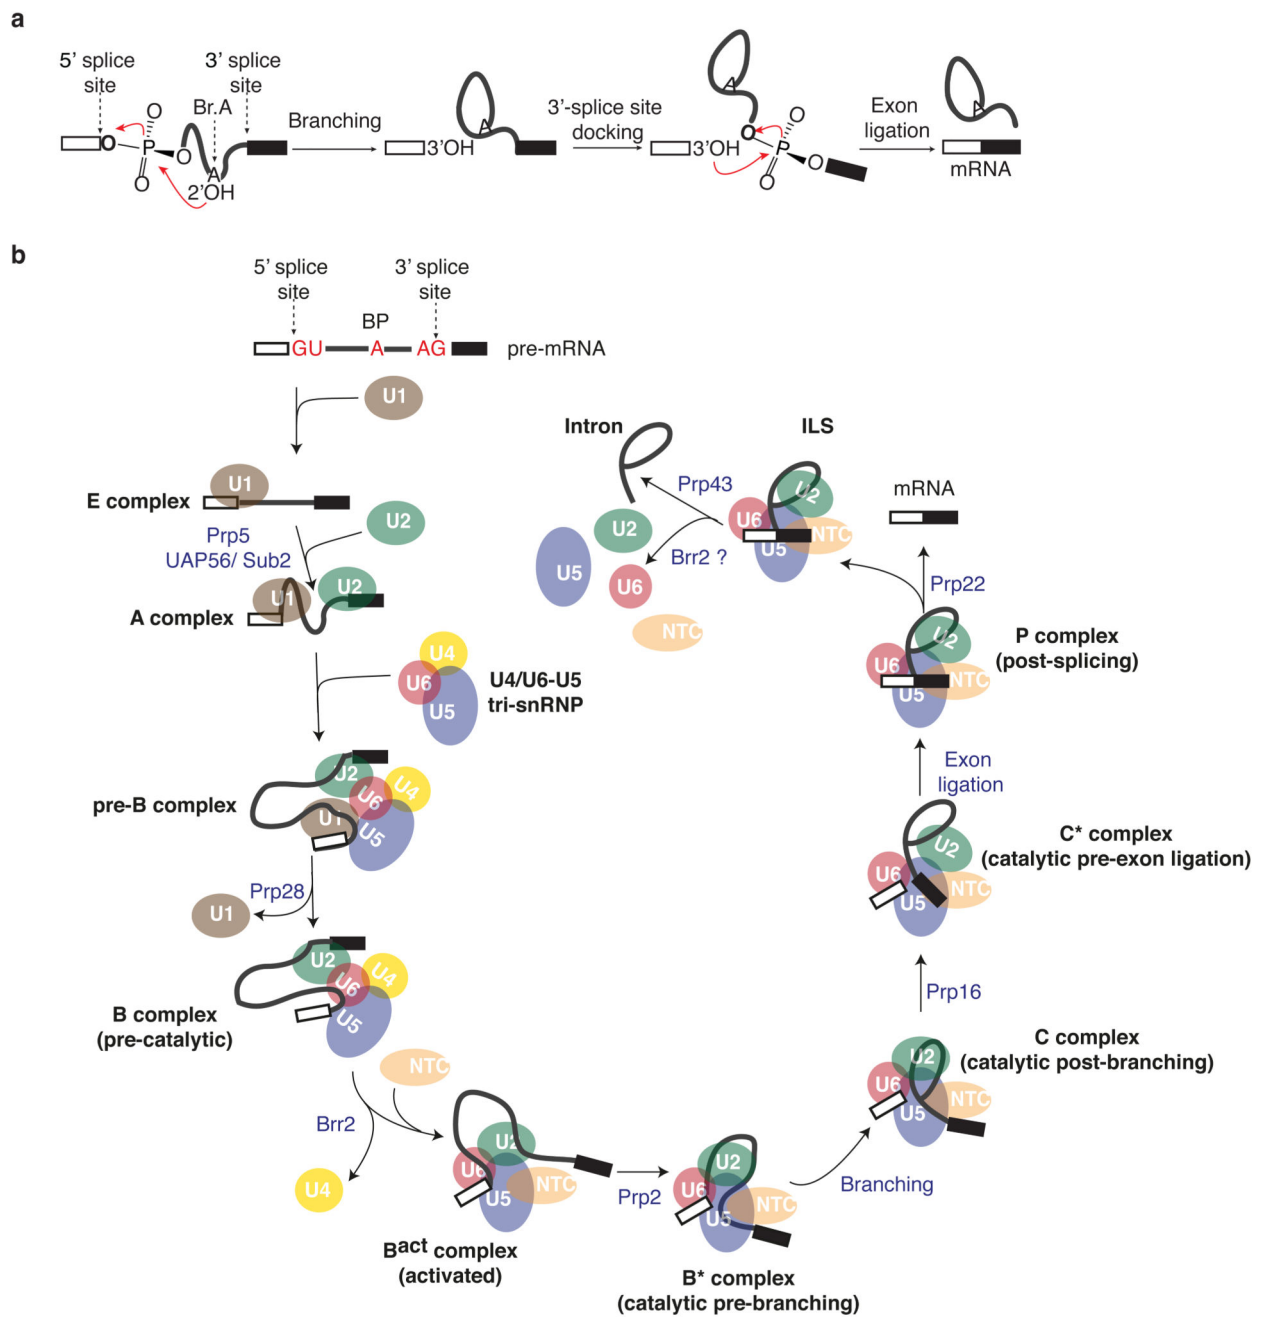 a
5’ splice
site
3’ splice
site
Br.A
O
O
P
O
O
A
2’OH
Branching
3’OH
A
3’-splice site
docking
3’OH
A
O
O
P
O
O
Exon
ligation
A
mRNA
b
5’ splice
site
3’ splice
site
BP
GU
A
AG
pre-mRNA
U1
E complex
U1
Prp5
UAP56/ Sub2
U2
A complex
U1
U2
U4
U6
U5
U4/U6-U5
tri-snRNP
pre-B complex
U2
U6
U4
U1
U5
Prp28
U1
B complex
(pre-catalytic)
U2
U6
U4
U5
NTC
Brr2
U4
U2
U6
U5
NTC
Bact complex
(activated)
Prp2
U2
U6
U5
NTC
B* complex
(catalytic pre-branching)
Branching
U2
U6
U5
NTC
C complex
(catalytic post-branching)
Prp16
U2
U6
U5
NTC
C* complex
(catalytic pre-exon ligation)
Exon
ligation
U2
U6
U5
NTC
P complex
(post-splicing)
Prp22
mRNA
ILS
U2
U6
U5
NTC
Prp43
Brr2 ?
Intron
U2
U5
U6
NTC